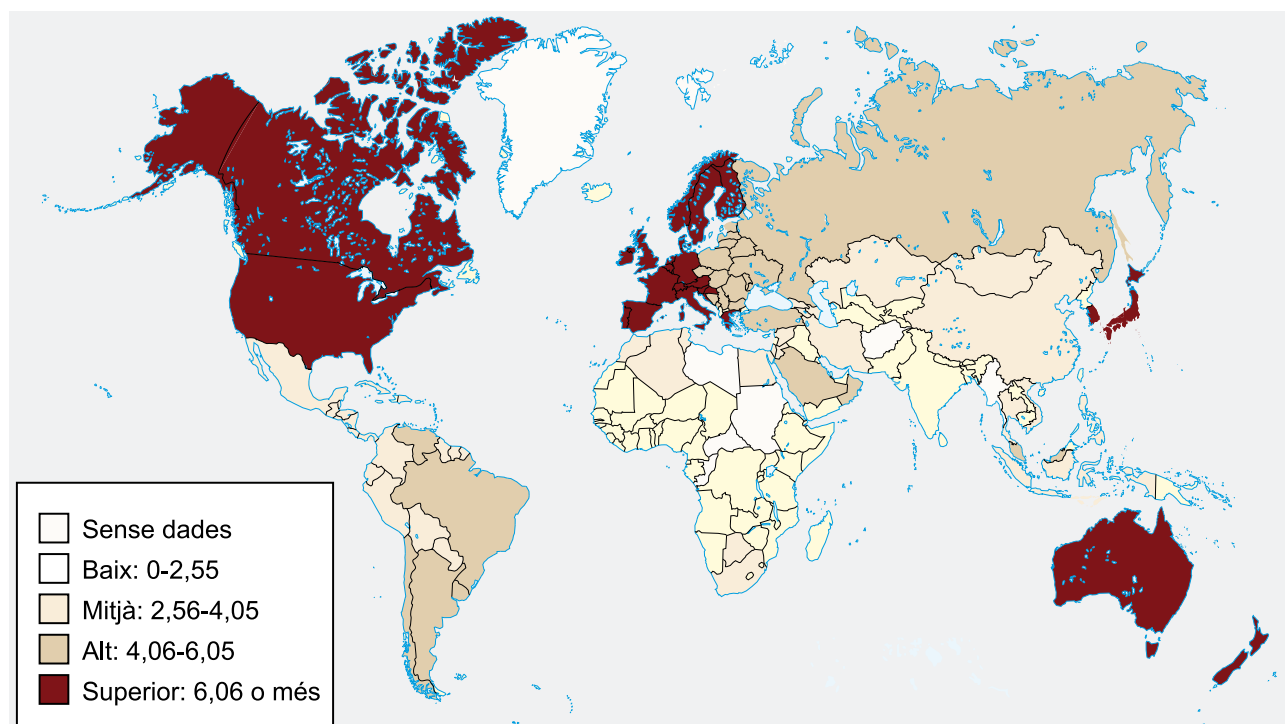 Sense dades
Baix: 0-2,55
Mitjà: 2,56-4,05
Alt: 4,06-6,05
Superior: 6,06 o més